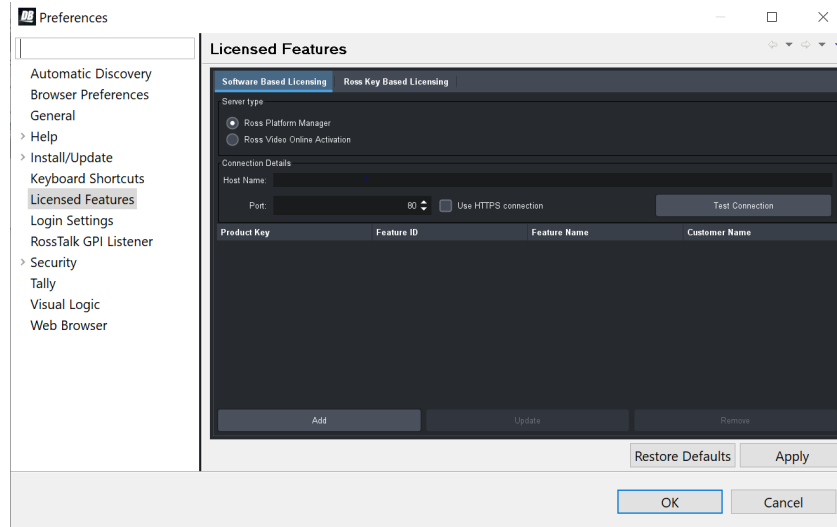 DB Preferences
Licensed Features
Automatic Discovery
Browser Preferences
General
Help
Install/Update
Keyboard Shortcuts
Licensed Features
Login Settings
RossTalk GPI Listener
Security
Tally
Visual Logic
Web Browser
Software Based Licensing Ross Key Based Licensing
Server type
Ross Platform Manager
Ross Video Online Activation
Connection Details
Host Name:
Port: 80 Use HTTPS connection Test Connection
Product Key Feature ID Feature Name Customer Name
Add Update Remove
Restore Defaults Apply
OK Cancel